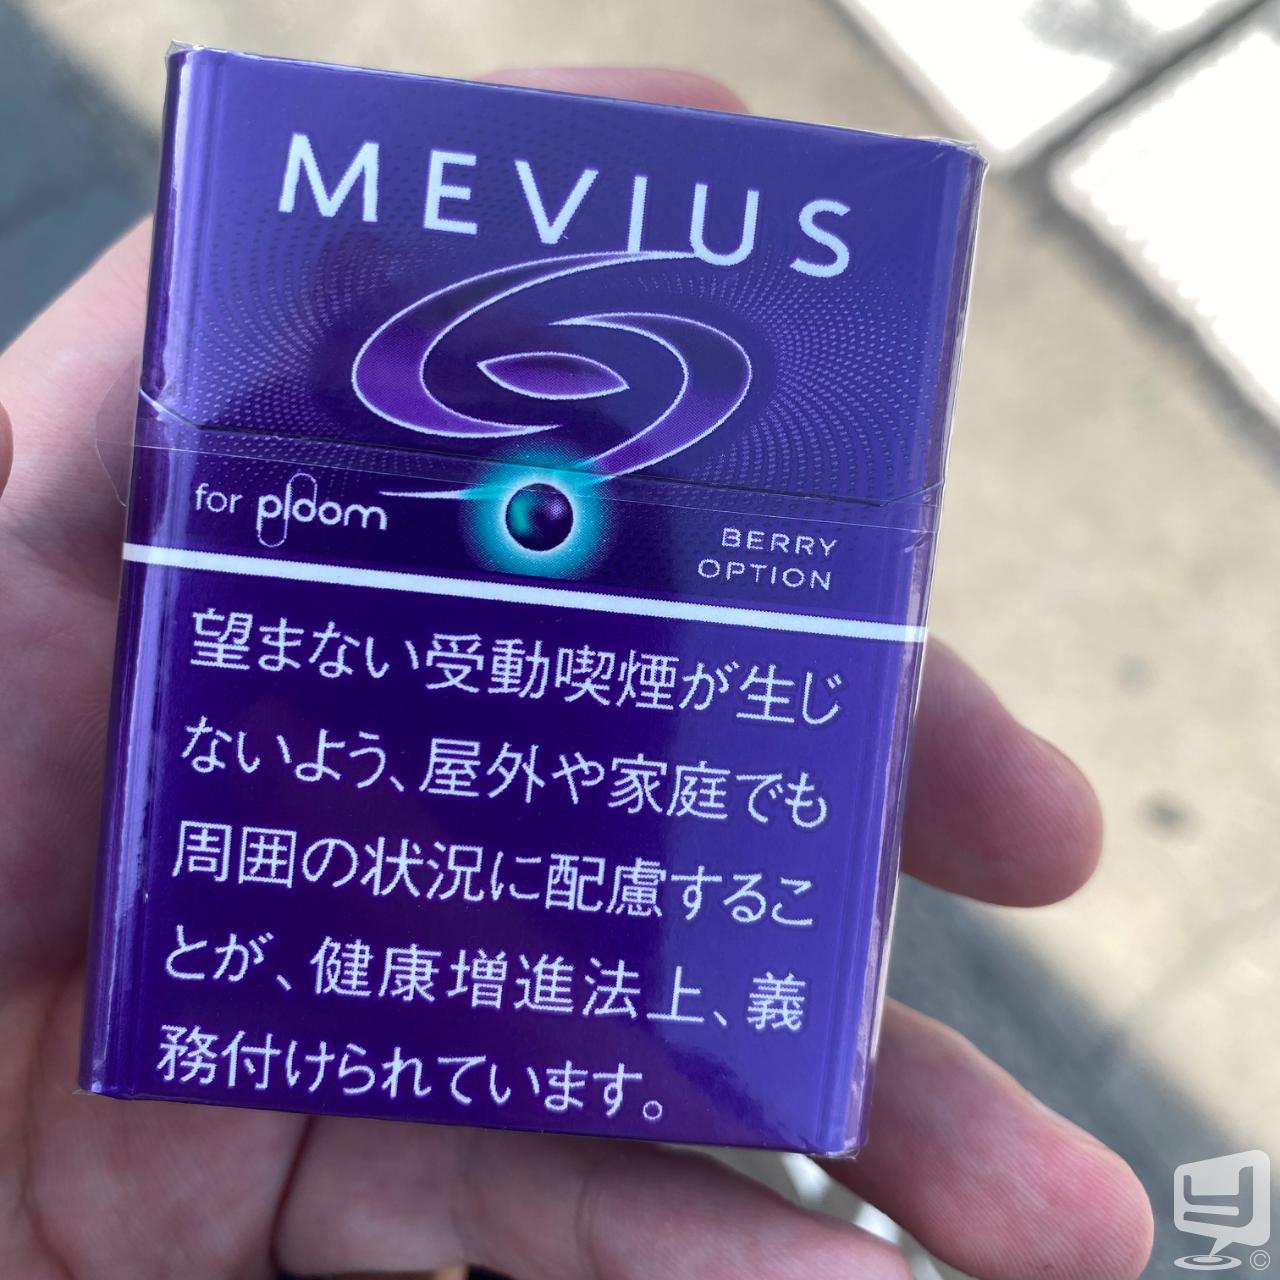 MEVIUS
for ploom
BERRY
OPTION
望まない受動喫煙が生じ
ないよう、屋外や家庭でも
周囲の状況に配慮するこ
とが、健康増進法上、義
務付けられています。
©